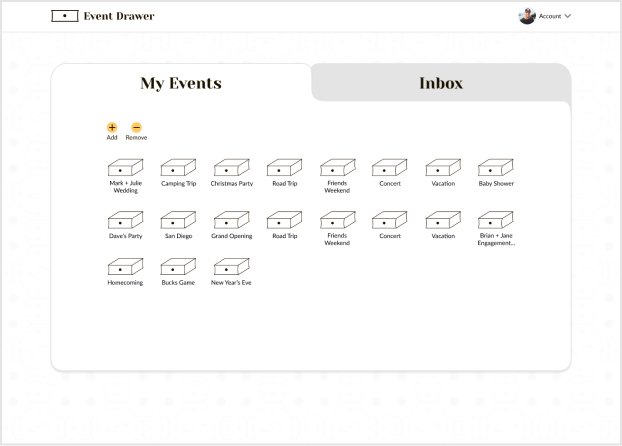 Event Drawer
Account
My Events
Inbox
Add
Remove
Mark + Julie
Wedding
Camping Trip
Christmas Party
Road Trip
Friends
Weekend
Concert
Vacation
Baby Shower
Dave's Party
San Diego
Grand Opening
Road Trip
Friends
Weekend
Concert
Vacation
Brian + Jane
Engagement...
Homecoming
Bucks Game
New Year's Eve